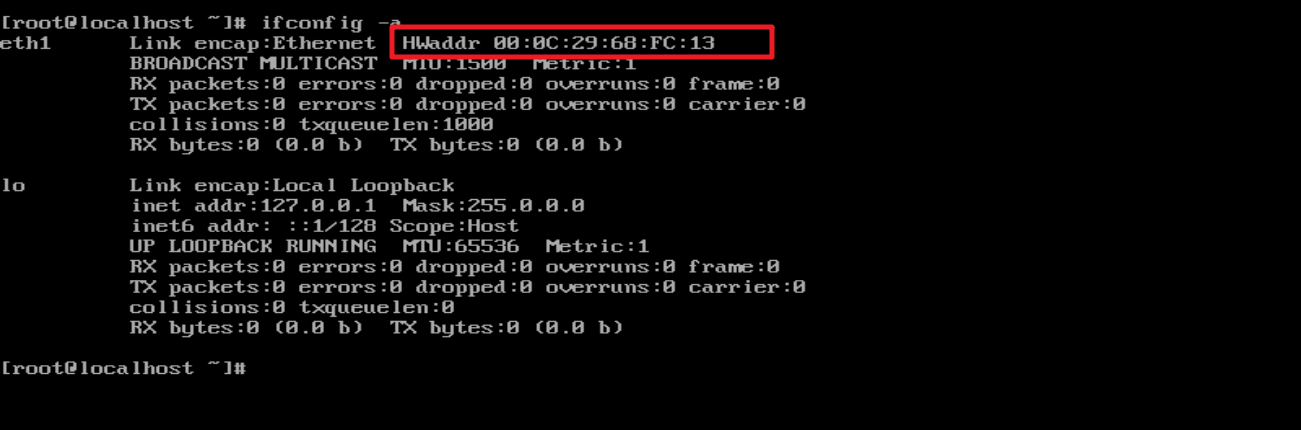 [root@localhost ~]# ifconfig -a
eth1 Link encap:Ethernet HWaddr 00:0C:29:68:FC:13
BROADCAST MULTICAST MTU:1500 Metric:1
RX packets:0 errors:0 dropped:0 overruns:0 frame:0
TX packets:0 errors:0 dropped:0 overruns:0 carrier:0
collisions:0 txqueuelen:1000
RX bytes:0 (0.0 b) TX bytes:0 (0.0 b)
lo Link encap:Local Loopback
inet addr:127.0.0.1 Mask:255.0.0.0
inet6 addr: ::1/128 Scope:Host
UP LOOPBACK RUNNING MTU:65536 Metric:1
RX packets:0 errors:0 dropped:0 overruns:0 frame:0
TX packets:0 errors:0 dropped:0 overruns:0 carrier:0
collisions:0 txqueuelen:0
RX bytes:0 (0.0 b) TX bytes:0 (0.0 b)
[root@localhost ~]#